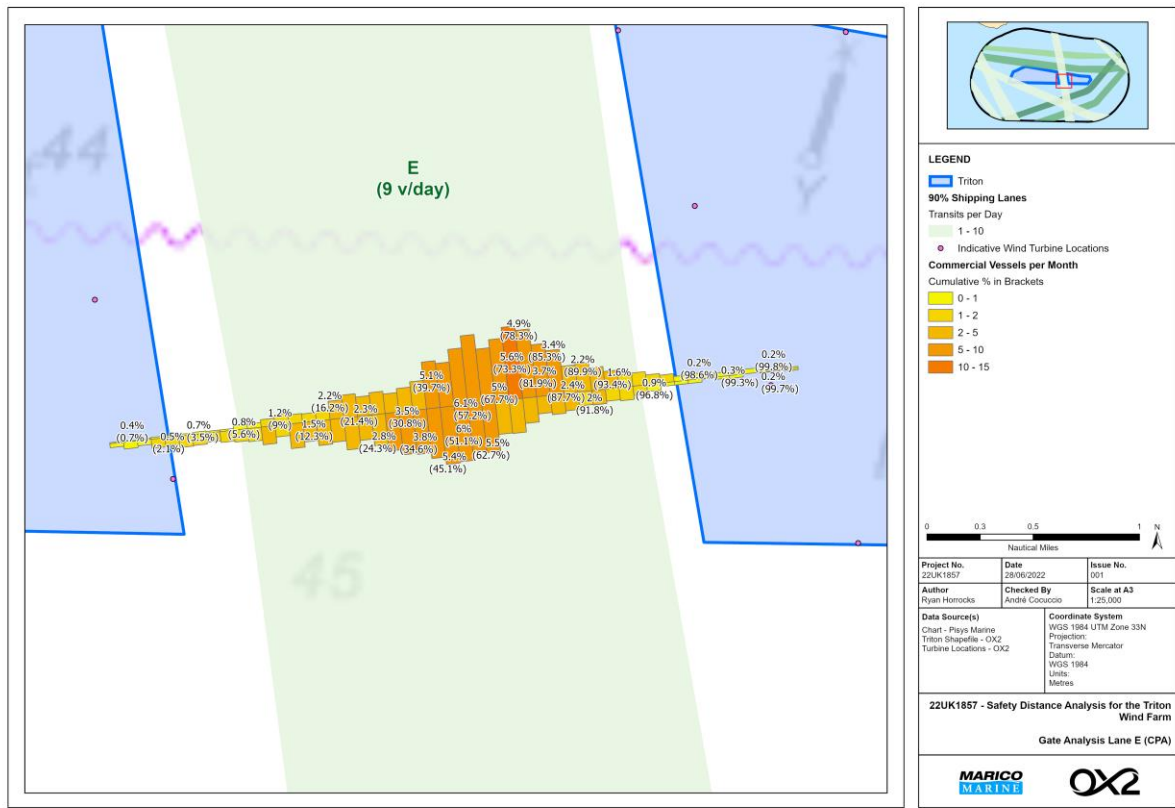 44
E
(9 v/day)
4.9%
(78.3%)
3.4%
(85.3%)
5.6%
(73.3%)
3.7%
(81.9%)
2.2%
(89.9%)
1.6%
(93.4%)
0.2%
(98.6%)
0.2%
(99.8%)
0.3%
(99.3%)
0.2%
(99.7%)
0.9%
(96.8%)
5.1%
(39.7%)
5%
(67.7%)
2.4%
(87.7%)
2%
(91.8%)
2.2%
(16.2%)
2.3%
(21.4%)
3.5%
(30.8%)
6.1%
(57.2%)
1.2%
(9%)
1.5%
(12.3%)
0.8%
(5.6%)
0.7%
(3.5%)
0.5%
(2.1%)
0.4%
(0.7%)
2.8%
(24.3%)
3.8%
(34.6%)
6%
(51.1%)
5.5%
(62.7%)
5.4%
(45.1%)
45
LEGEND
Triton
90% Shipping Lanes
Transits per Day
1 - 10
Indicative Wind Turbine Locations
Commercial Vessels per Month
Cumulative % in Brackets
0 - 1
1 - 2
2 - 5
5 - 10
10 - 15
0 0.3 0.5 1
Nautical Miles
N
Project No. Date Issue No.
22UK1857 28/06/2022 001
Author Checked By Scale at A3
Ryan Horrocks André Cocuccio 1:25,000
Data Source(s)
Chart - Pisys Marine
Triton Shapefile - OX2
Turbine Locations - OX2
Coordinate System
WGS 1984 UTM Zone 33N
Projection:
Transverse Mercator
Datum:
WGS 1984
Units:
Metres
22UK1857 - Safety Distance Analysis for the Triton
Wind Farm
Gate Analysis Lane E (CPA)
MARICO
MARINE
OX2